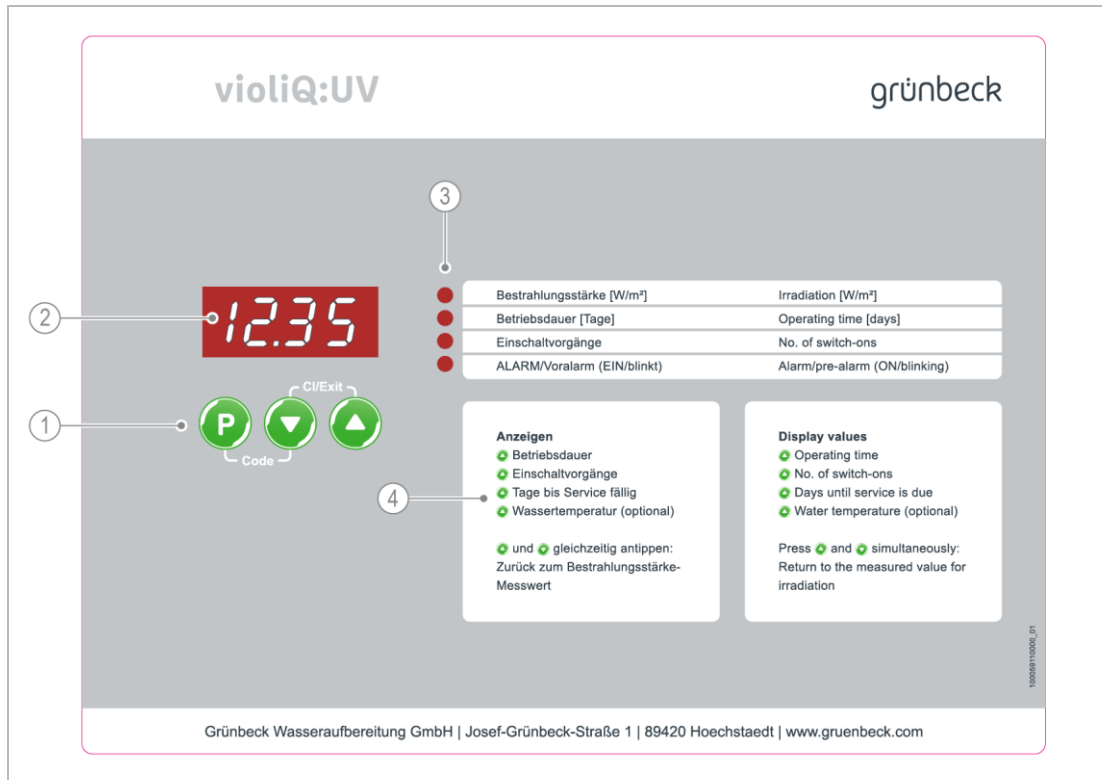 violiQ:UV
grünbeck
3
2
12.35
Bestrahlungsstärke [W/m²] Irradiation [W/m²]
Betriebsdauer [Tage] Operating time [days]
Einschaltvorgänge No. of switch-ons
ALARM/Voralarm (EIN/blinkt) Alarm/pre-alarm (ON/blinking)
Cl/Exit
1
P
Code
4
Anzeigen
Betriebsdauer
Einschaltvorgänge
Tage bis Service fällig
Wassertemperatur (optional)
und gleichzeitig antippen:
Zurück zum Bestrahlungsstärke-
Messwert
Display values
Operating time
No. of switch-ons
Days until service is due
Water temperature (optional)
Press and simultaneously:
Return to the measured value for
irradiation
100059110000_01
Grünbeck Wasseraufbereitung GmbH | Josef-Grünbeck-Straße 1 | 89420 Hoechstaedt | www.gruenbeck.com